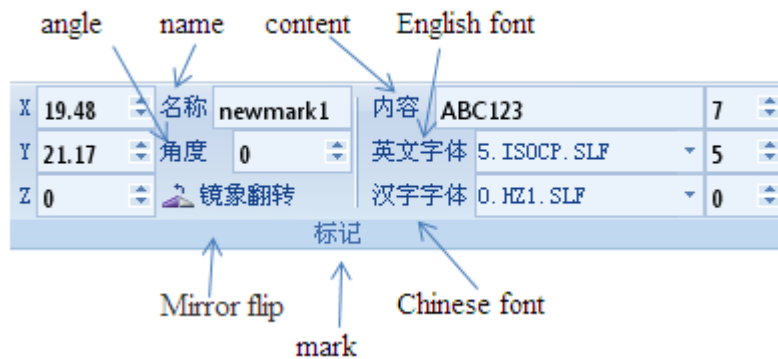 angle name content English font
X 19.48 名称 newmark1 内容 ABC123 7
Y 21.17 角度 0 英文字体 5.ISOCP.SLF 5
Z 0 镜象翻转 汉字字体 0.HZ1.SLF 0
标记
Mirror flip Chinese font
mark